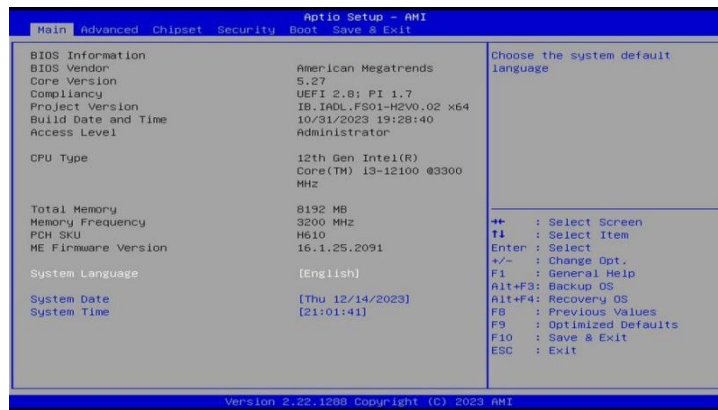 Aptio Setup – AMI
Main Advanced Chipset Security Boot Save & Exit
BIOS Information
BIOS Vendor American Megatrends
Core Version 5.27
Compliancy UEFI 2.8; PI 1.7
Project Version IB.IADL.FS01-H2V0.02 x64
Build Date and Time 10/31/2023 19:28:40
Access Level Administrator
CPU Type 12th Gen Intel(R)
Core(TM) i3-12100 @3300
MHz
Total Memory 8192 MB
Memory Frequency 3200 MHz
PCH SKU H610
ME Firmware Version 16.1.25.2091
System Language [English]
System Date [Thu 12/14/2023]
System Time [21:01:41]
Choose the system default
language
→←: Select Screen
↑↓: Select Item
Enter : Select
+/- : Change Opt.
F1 : General Help
Alt+F3: Backup OS
Alt+F4: Recovery OS
F8 : Previous Values
F9 : Optimized Defaults
F10 : Save & Exit
ESC : Exit
Version 2.22.1288 Copyright (C) 2023 AMI